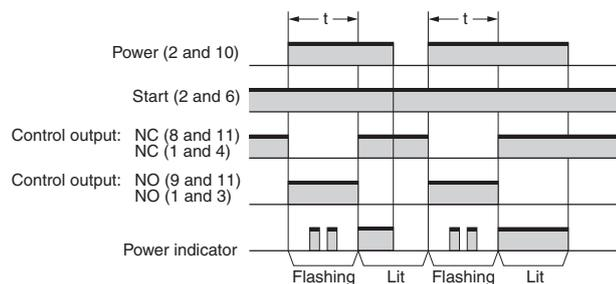 t t
Power (2 and 10)
Start (2 and 6)
Control output: NC (8 and 11)
NC (1 and 4)
Control output: NO (9 and 11)
NO (1 and 3)
Power indicator
Flashing Lit Flashing Lit